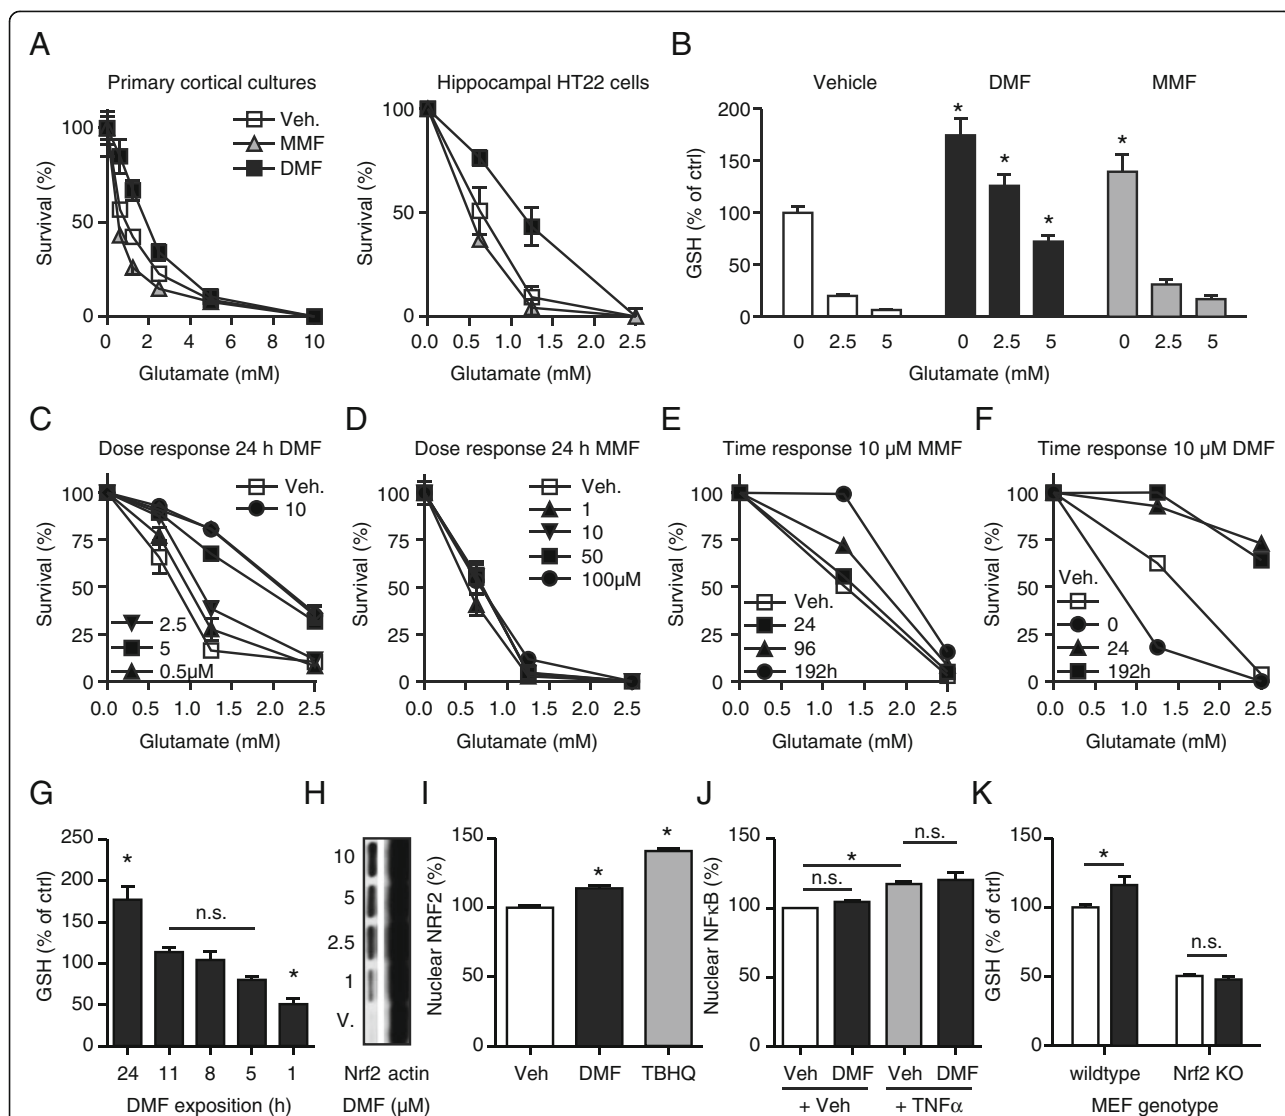 A
Primary cortical cultures
Survival (%)
100
50
0
Veh.
MMF
DMF
0 2 4 6 8 10
Glutamate (mM)
Hippocampal HT22 cells
Survival (%)
100
50
0
0.0 0.5 1.0 1.5 2.0 2.5
Glutamate (mM)
B
Vehicle DMF MMF
GSH (% of ctrl)
200
150
100
50
0
* * * *
0 2.5 5 0 2.5 5 0 2.5 5
Glutamate (mM)
C
Dose response 24 h DMF
Survival (%)
100
75
50
25
0
Veh.
10
2.5
5
0.5µM
0.0 0.5 1.0 1.5 2.0 2.5
Glutamate (mM)
D
Dose response 24 h MMF
Survival (%)
100
75
50
25
0
Veh.
1
10
50
100µM
0.0 0.5 1.0 1.5 2.0 2.5
Glutamate (mM)
E
Time response 10 µM MMF
Survival (%)
100
75
50
25
0
Veh.
24
96
192h
0.0 0.5 1.0 1.5 2.0 2.5
Glutamate (mM)
F
Time response 10 µM DMF
Survival (%)
100
75
50
25
0
Veh.
0
24
192h
0.0 0.5 1.0 1.5 2.0 2.5
Glutamate (mM)
G
GSH (% of ctrl)
250
200
150
100
50
0
*
n.s.
*
24 11 8 5 1
DMF exposition (h)
H
10
5
2.5
1
V.
Nrf2 actin
DMF (µM)
I
Nuclear NRF2 (%)
150
100
50
0
* *
Veh DMF TBHQ
J
Nuclear NFκB (%)
150
100
50
0
n.s.
*
n.s.
Veh DMF Veh DMF
+ Veh + TNFα
K
GSH (% of ctrl)
150
100
50
0
*
n.s.
wildtype Nrf2 KO
MEF genotype